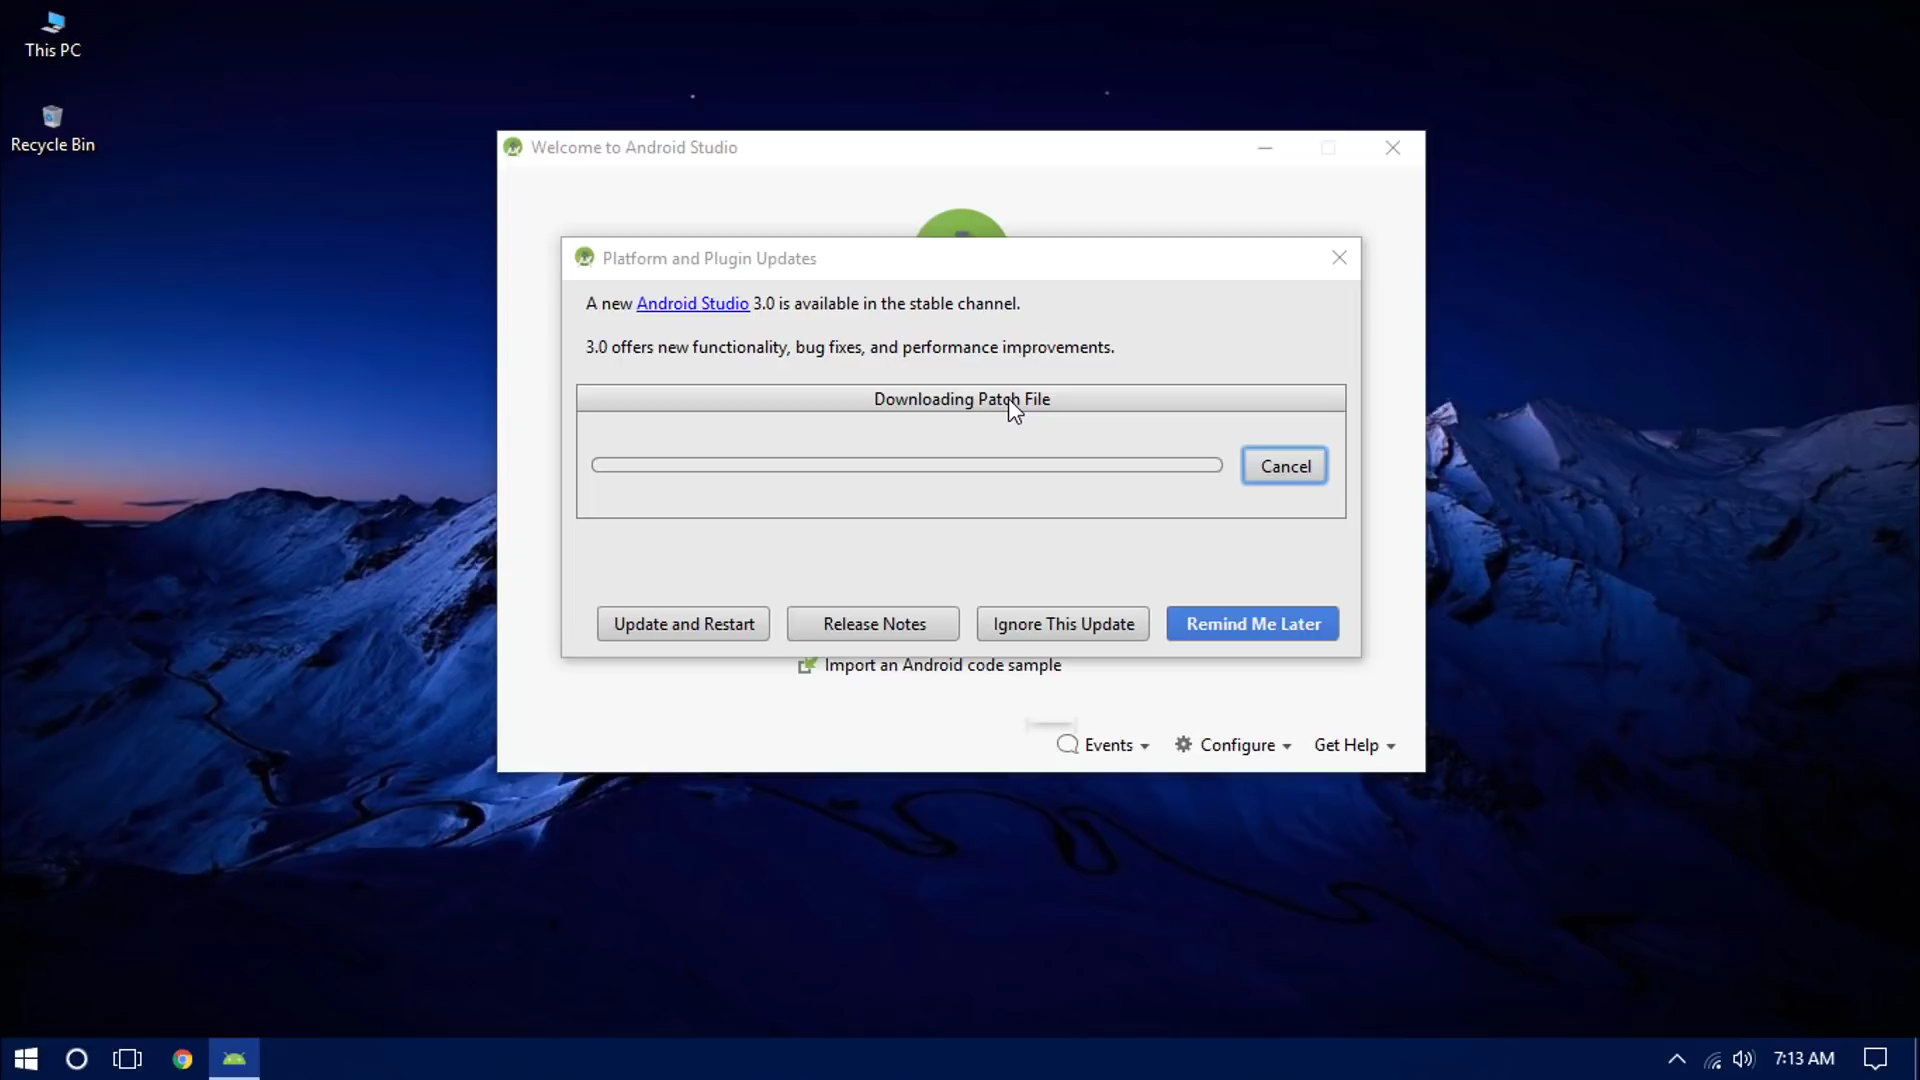 This PC
Recycle Bin
Welcome to Android Studio
Platform and Plugin Updates
A new Android Studio 3.0 is available in the stable channel.
3.0 offers new functionality, bug fixes, and performance improvements.
Downloading Patch File
Cancel
Update and Restart
Release Notes
Ignore This Update
Remind Me Later
Import an Android code sample
Events
Configure
Get Help
7:13 AM